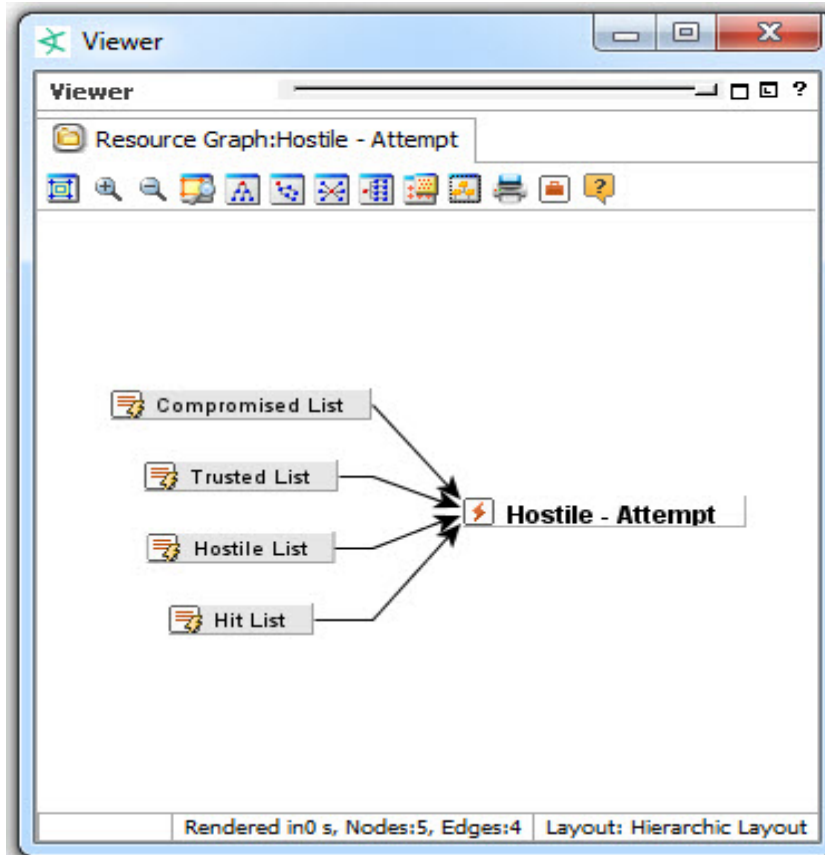 Viewer
Viewer ?
Resource Graph:Hostile - Attempt
?
Compromised List
Trusted List
Hostile - Attempt
Hostile List
Hit List
Rendered in0 s, Nodes:5, Edges:4 Layout: Hierarchic Layout